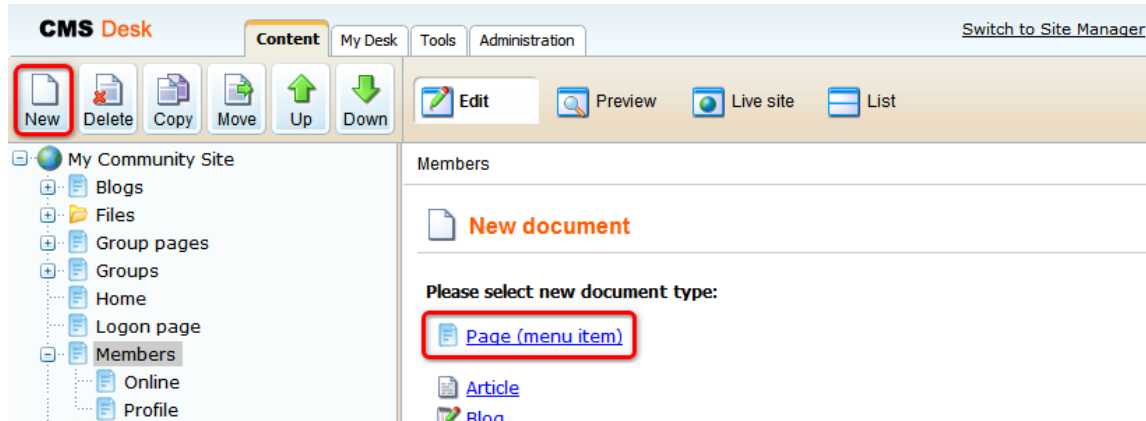 CMS Desk
Content My Desk Tools Administration
Switch to Site Manager
New Delete Copy Move Up Down
Edit Preview Live site List
My Community Site
Blogs
Files
Group pages
Groups
Home
Logon page
Members
Online
Profile
Members
New document
Please select new document type:
Page (menu item)
Article
Blog